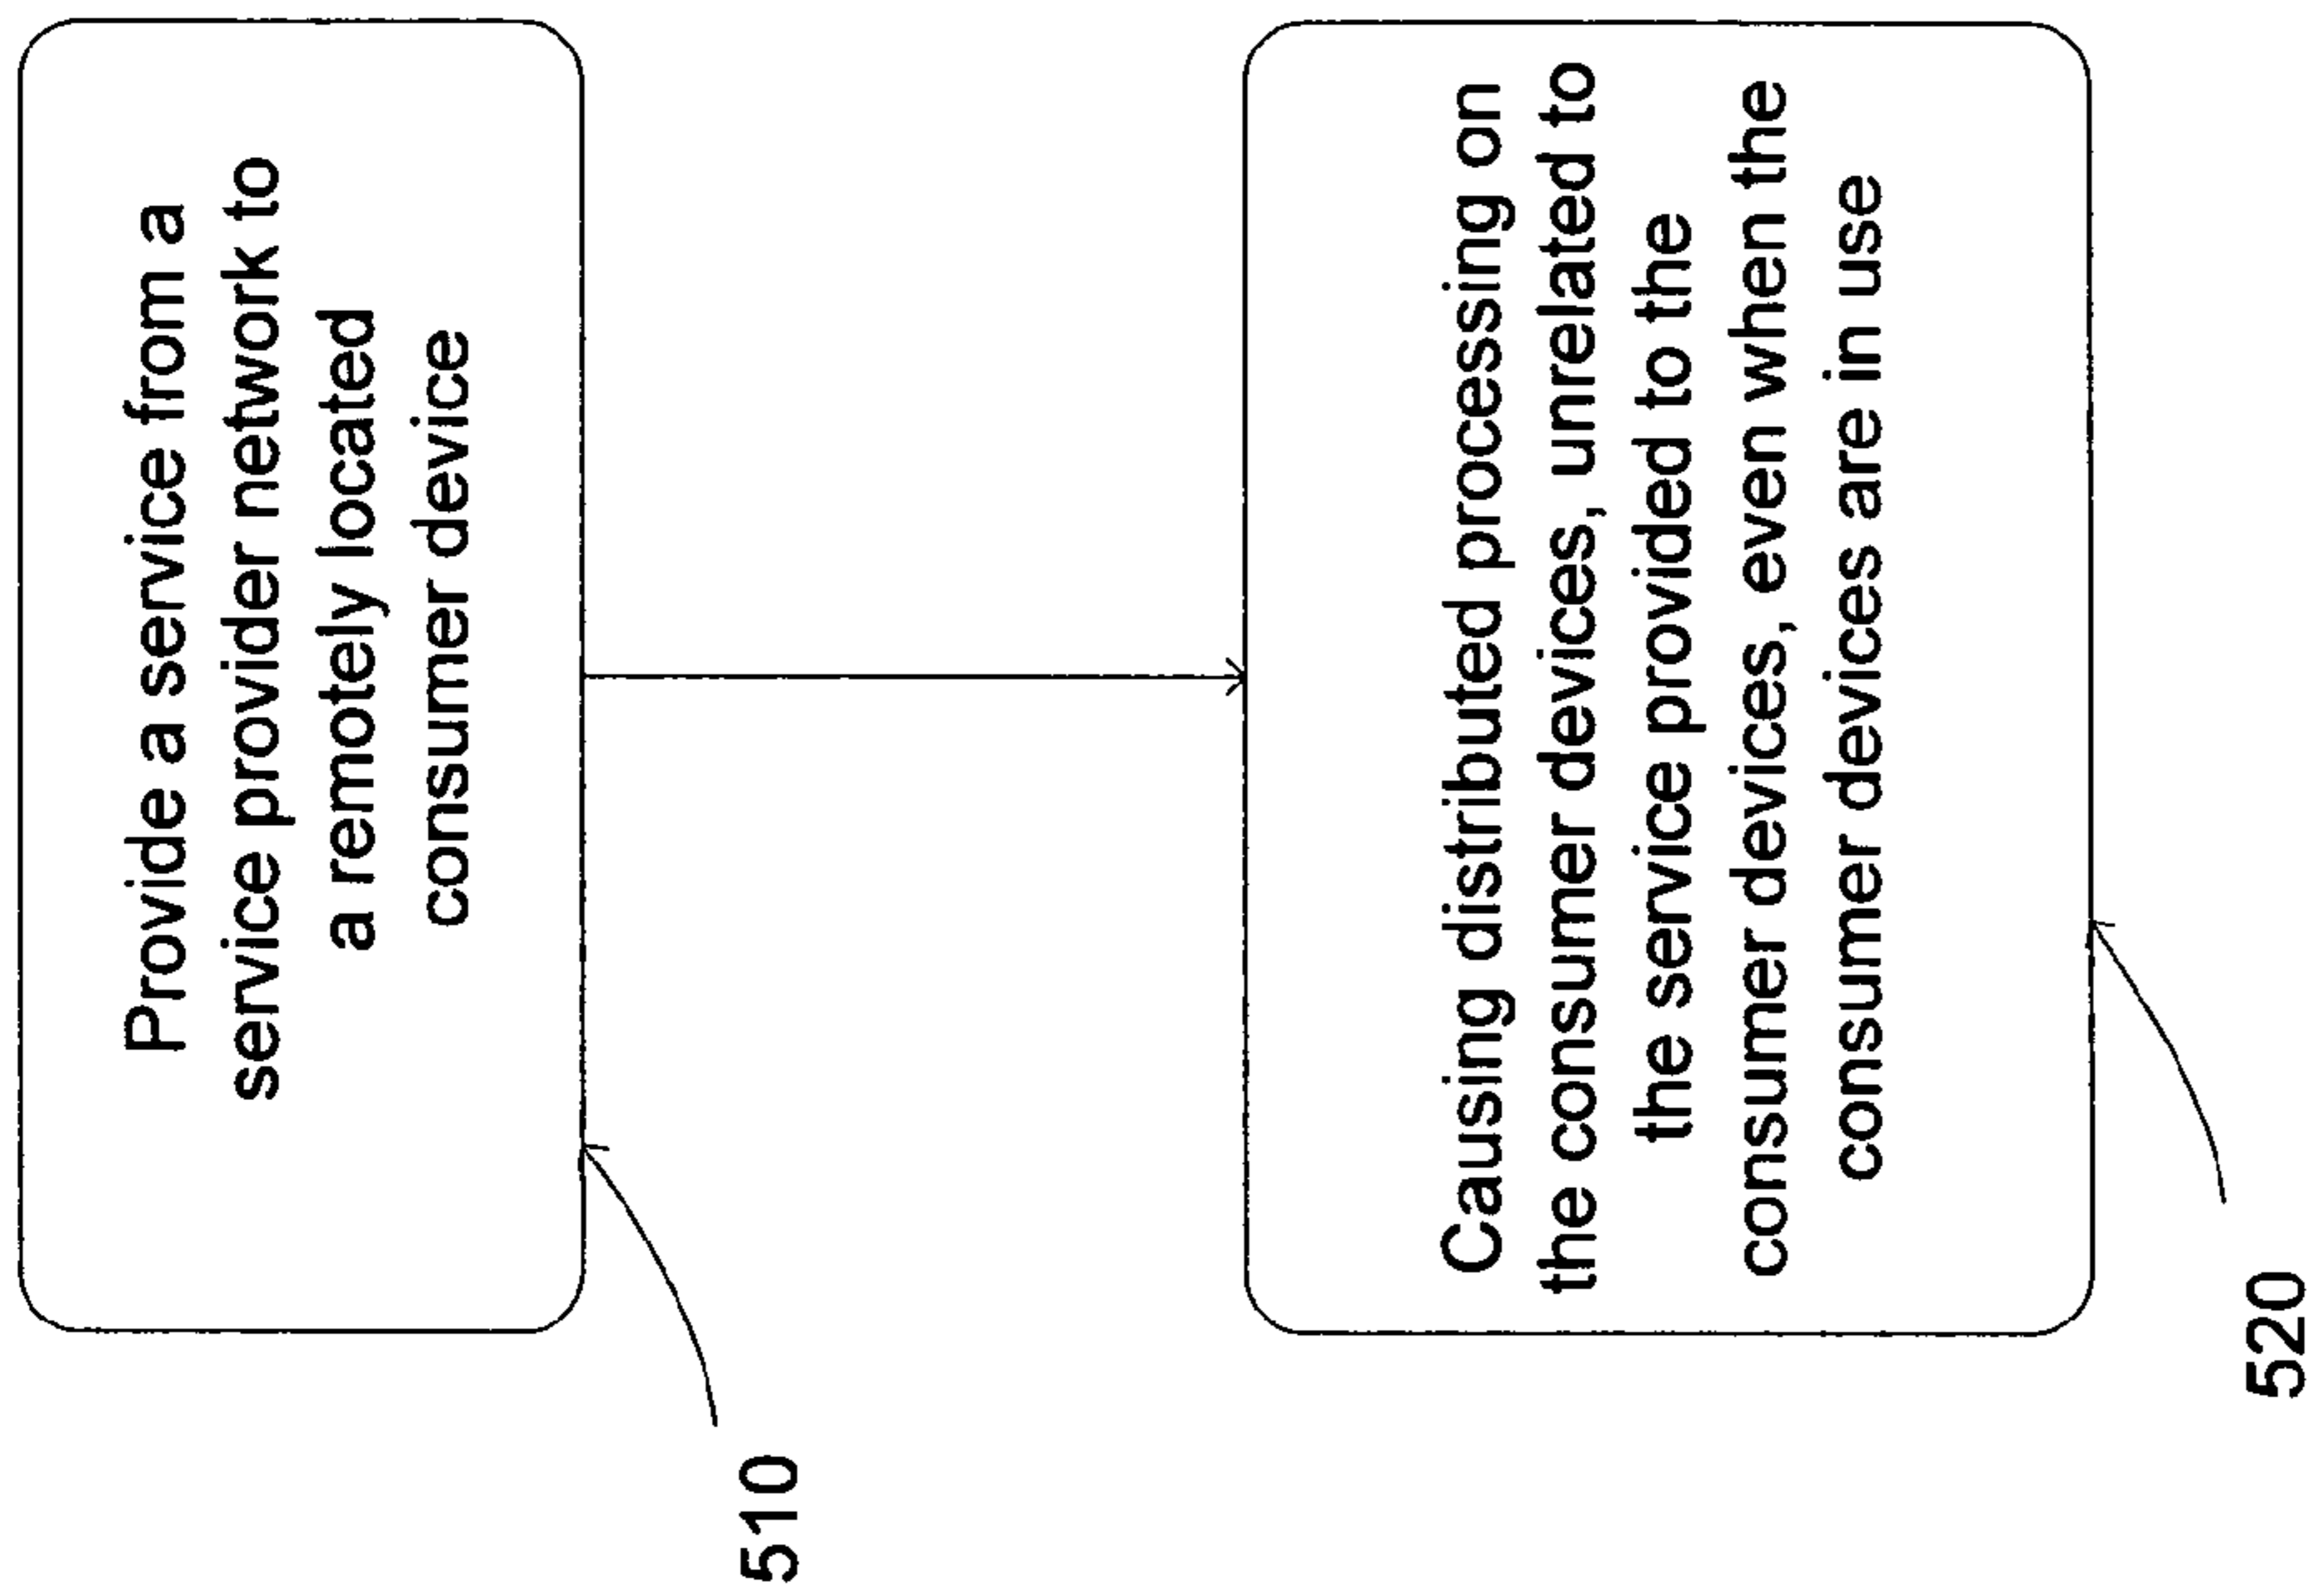 Provide a service from a
service provider network to
a remotely located
consumer device
510
Causing distributed processing on
the consumer devices, unrelated to
the service provided to the
consumer devices, even when the
consumer devices are in use
520